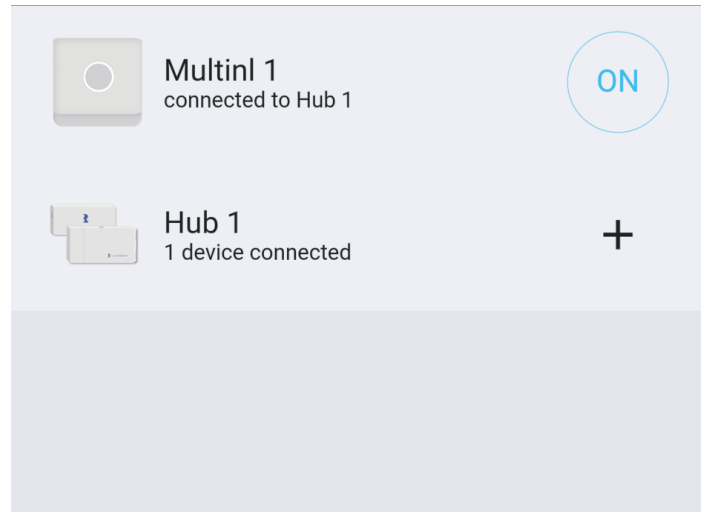 Multinl 1
connected to Hub 1
ON
Hub 1
1 device connected
+